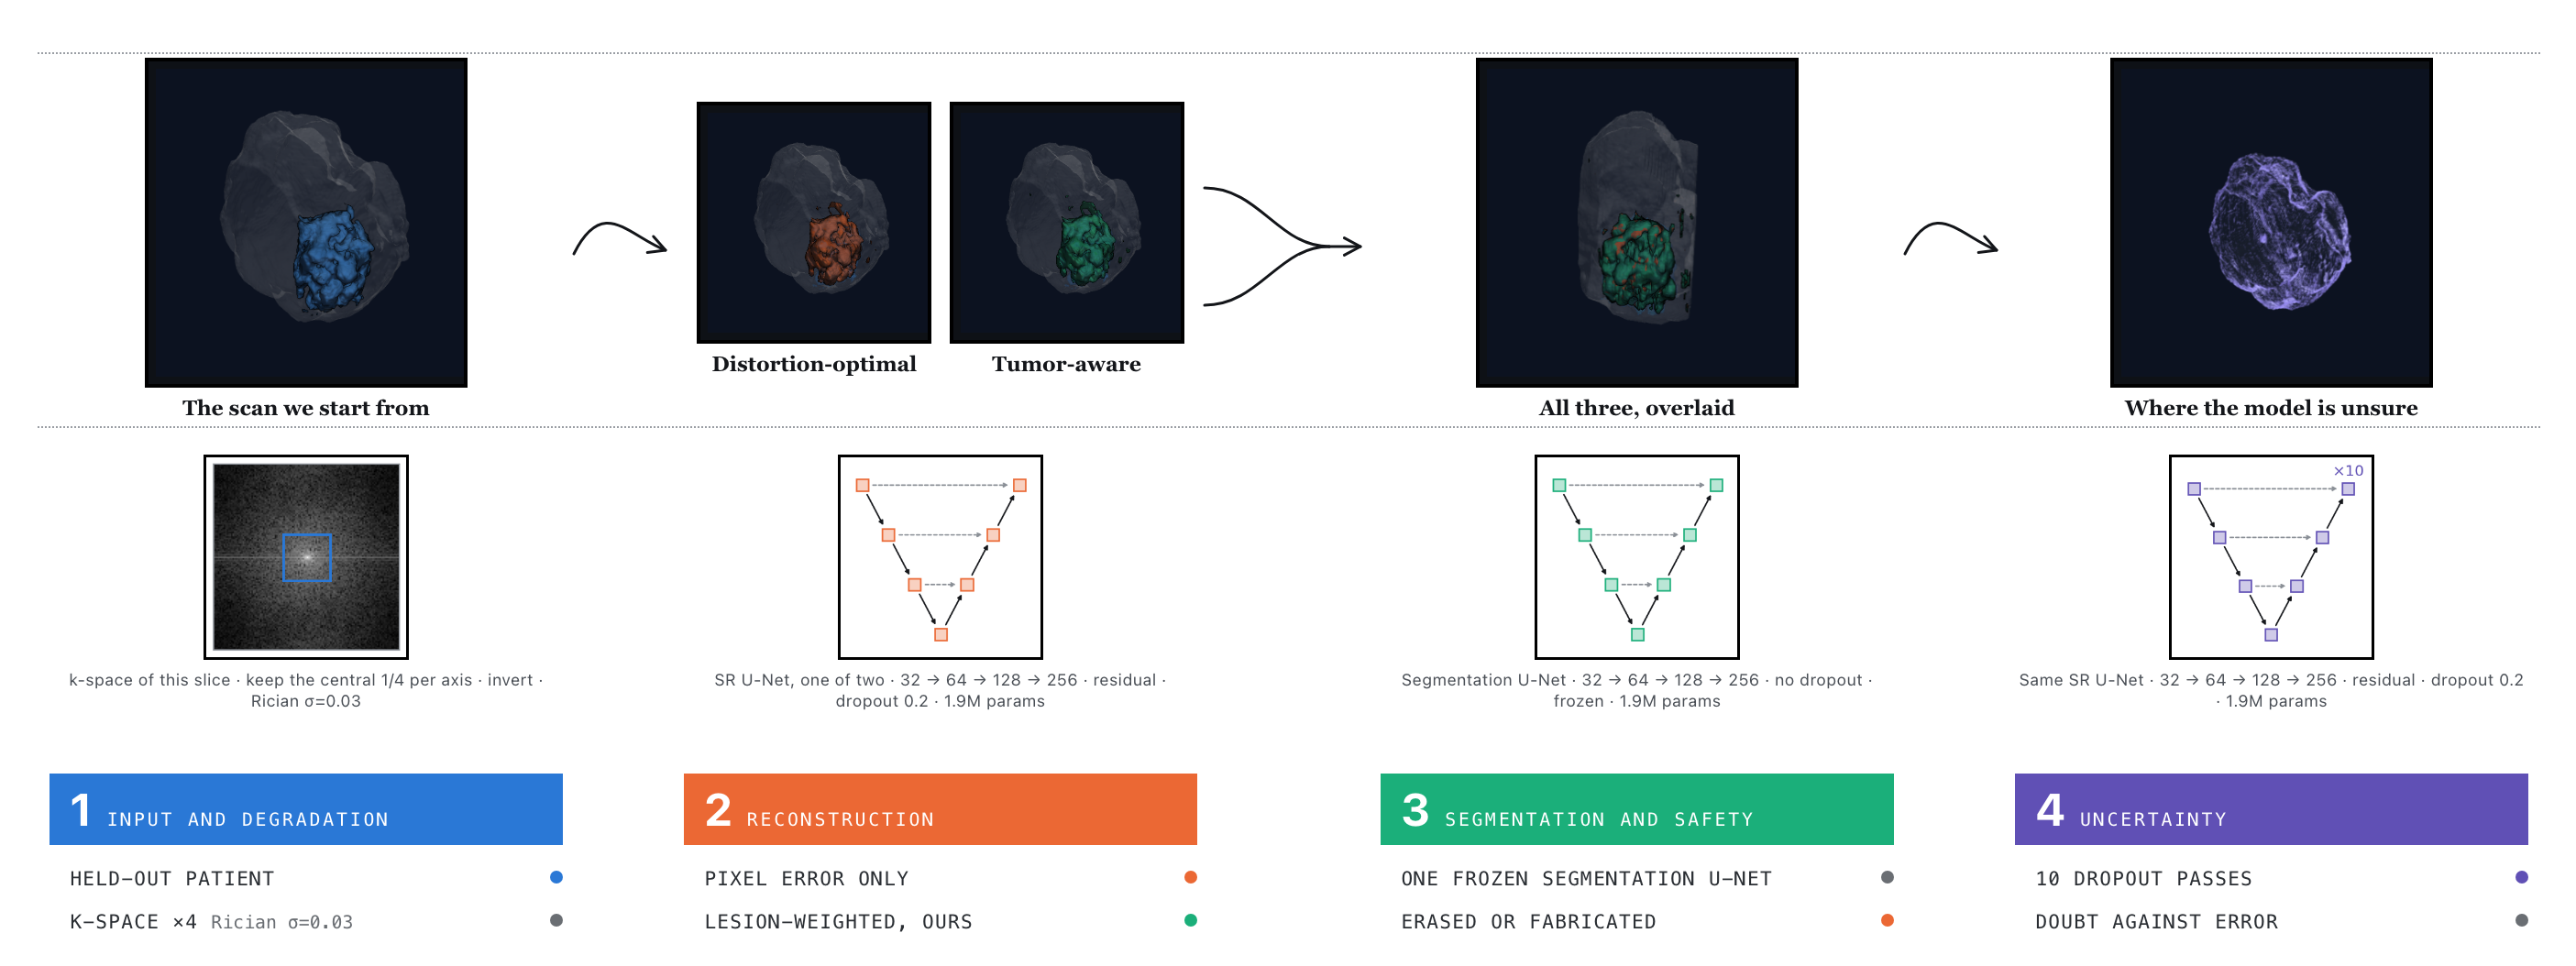 Distortion-optimal
Tumor-aware
The scan we start from
All three, overlaid
Where the model is unsure
×10
k-space of this slice · keep the central 1/4 per axis · invert ·
Rician σ=0.03
SR U-Net, one of two · 32 → 64 → 128 → 256 · residual ·
dropout 0.2 · 1.9M params
Segmentation U-Net · 32 → 64 → 128 → 256 · no dropout ·
frozen · 1.9M params
Same SR U-Net · 32 → 64 → 128 → 256 · residual · dropout 0.2
· 1.9M params
1 INPUT AND DEGRADATION
HELD-OUT PATIENT
K-SPACE ×4 Rician σ=0.03
2 RECONSTRUCTION
PIXEL ERROR ONLY
LESION-WEIGHTED, OURS
3 SEGMENTATION AND SAFETY
ONE FROZEN SEGMENTATION U-NET
ERASED OR FABRICATED
4 UNCERTAINTY
10 DROPOUT PASSES
DOUBT AGAINST ERROR